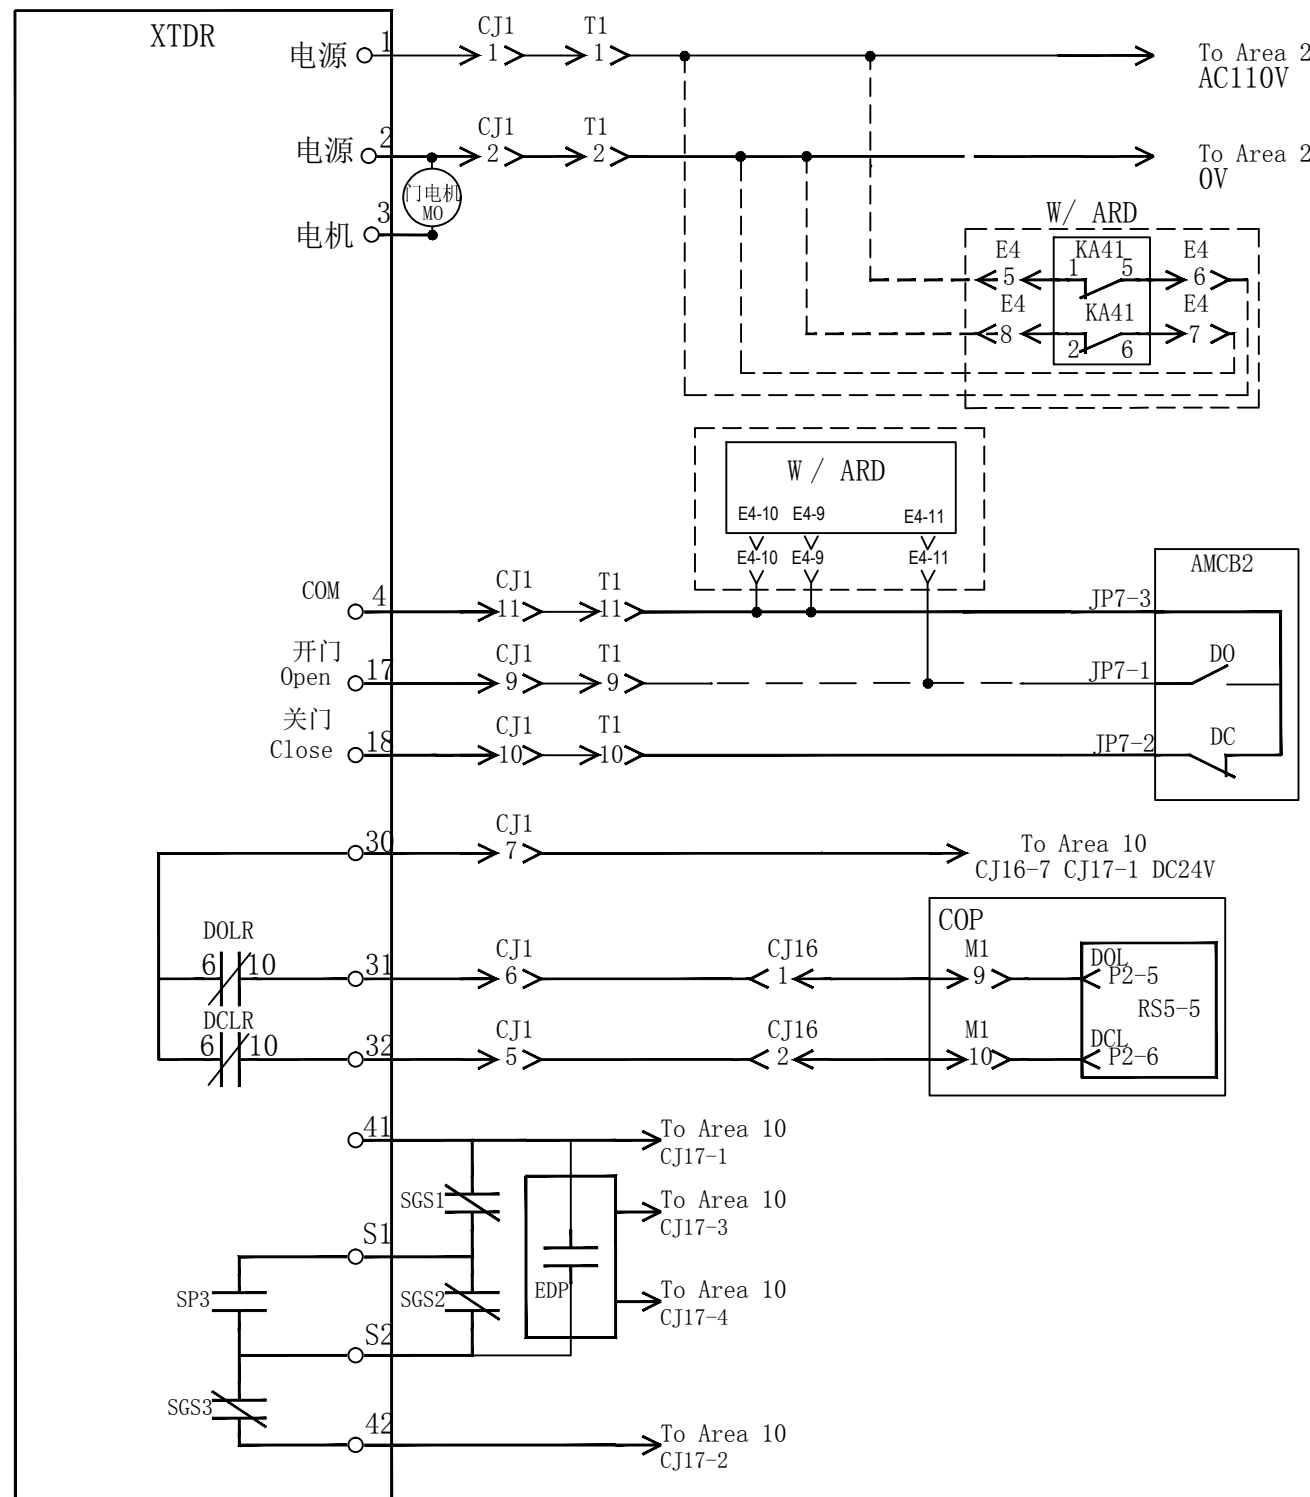 XTDR
电源 1
CJ1
1
T1
1
To Area 2
AC110V
电源 2
CJ1
2
T1
2
To Area 2
0V
门电机
MO
电机 3
W/ ARD
E4
5
KA41
1 5
E4
6
E4
8
KA41
2 6
E4
7
W / ARD
E4-10 E4-9 E4-11
E4-10 E4-9 E4-11
AMCB2
COM 4
CJ1
11
T1
11
JP7-3
开门
Open 17
CJ1
9
T1
9
JP7-1
DO
关门
Close 18
CJ1
10
T1
10
JP7-2
DC
30
CJ1
7
To Area 10
CJ16-7 CJ17-1 DC24V
COP
DOLR
6 10
31
CJ1
6
CJ16
1
M1
9
DOL
P2-5
RS5-5
DCLR
6 10
32
CJ1
5
CJ16
2
M1
10
DCL
P2-6
41
To Area 10
CJ17-1
SGS1
To Area 10
CJ17-3
S1
SP3
SGS2
EDP
To Area 10
CJ17-4
S2
SGS3
42
To Area 10
CJ17-2